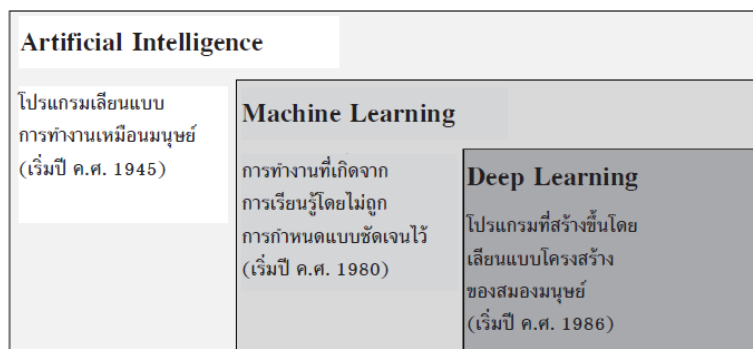 Artificial Intelligence
โปรแกรมเลียนแบบ
การทำงานเหมือนมนุษย์
(เริ่มปี ค.ศ. 1945)
Machine Learning
การทำงานที่เกิดจาก
การเรียนรู้โดยไม่ถูก
การกำหนดแบบชัดเจนไว้
(เริ่มปี ค.ศ. 1980)
Deep Learning
โปรแกรมที่สร้างขึ้นโดย
เลียนแบบโครงสร้าง
ของสมองมนุษย์
(เริ่มปี ค.ศ. 1986)